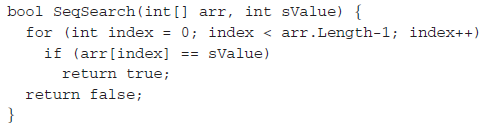 bool SeqSearch(int[] arr, int sValue) {
  for (int index = 0; index < arr.Length-1; index++)
    if (arr[index] == sValue)
      return true;
  return false;
}